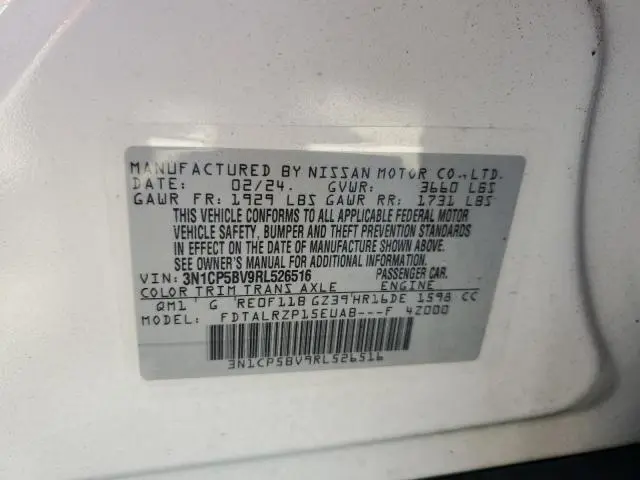 MANUFACTURED BY NISSAN MOTOR CO., LTD.
DATE: 02/24. GVWR: 3660 LBS
GAWR FR: 1929 LBS GAWR RR: 1731 LBS
THIS VEHICLE CONFORMS TO ALL APPLICABLE FEDERAL MOTOR
VEHICLE SAFETY, BUMPER AND THEFT PREVENTION STANDARDS
IN EFFECT ON THE DATE OF MANUFACTURE SHOWN ABOVE.
SEE OWNERS MANUAL FOR ADDITIONAL INFORMATION.
VIN: 3N1CP5BV9RL526516 PASSENGER CAR.
COLOR TRIM TRANS AXLE ENGINE
QM1 G RE0F11B GZ39 HR16DE 1598 CC
MODEL: FDTALRZP15EUAB---F 4Z000
3N1CP5BV9RL526516